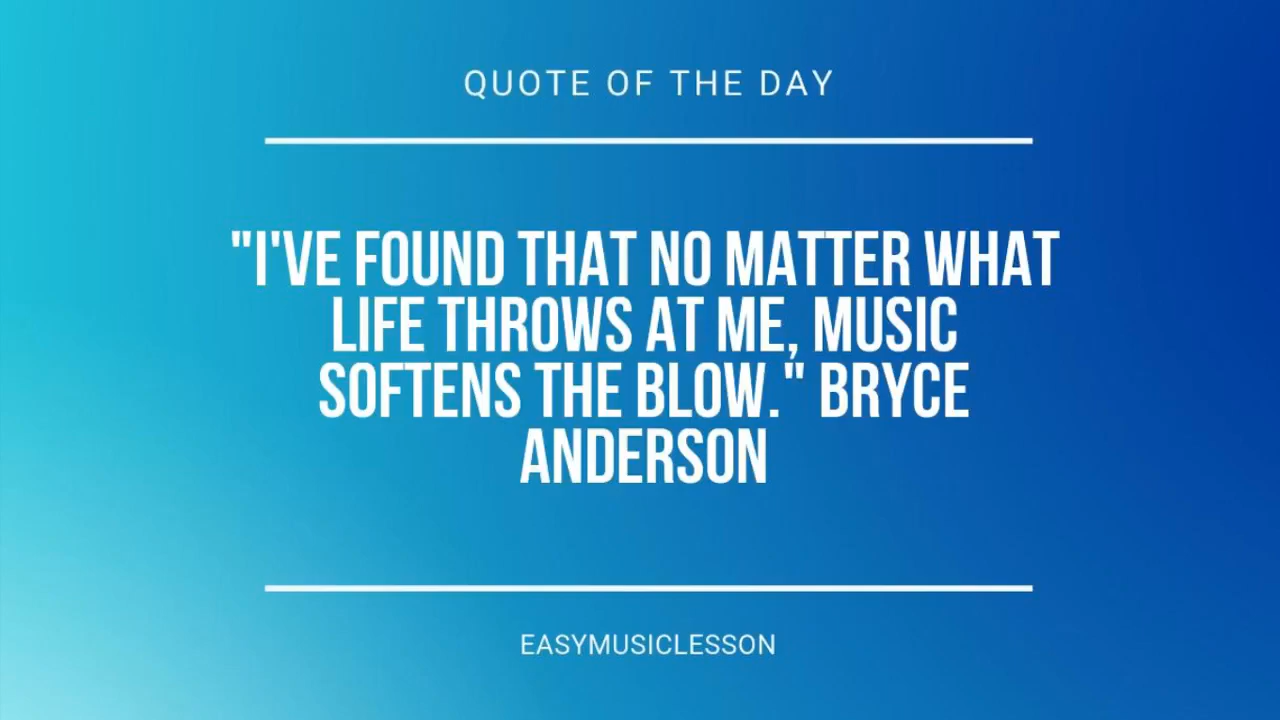 QUOTE OF THE DAY
"I'VE FOUND THAT NO MATTER WHAT
LIFE THROWS AT ME, MUSIC
SOFTENS THE BLOW." BRYCE
ANDERSON
EASYMUSICLESSON